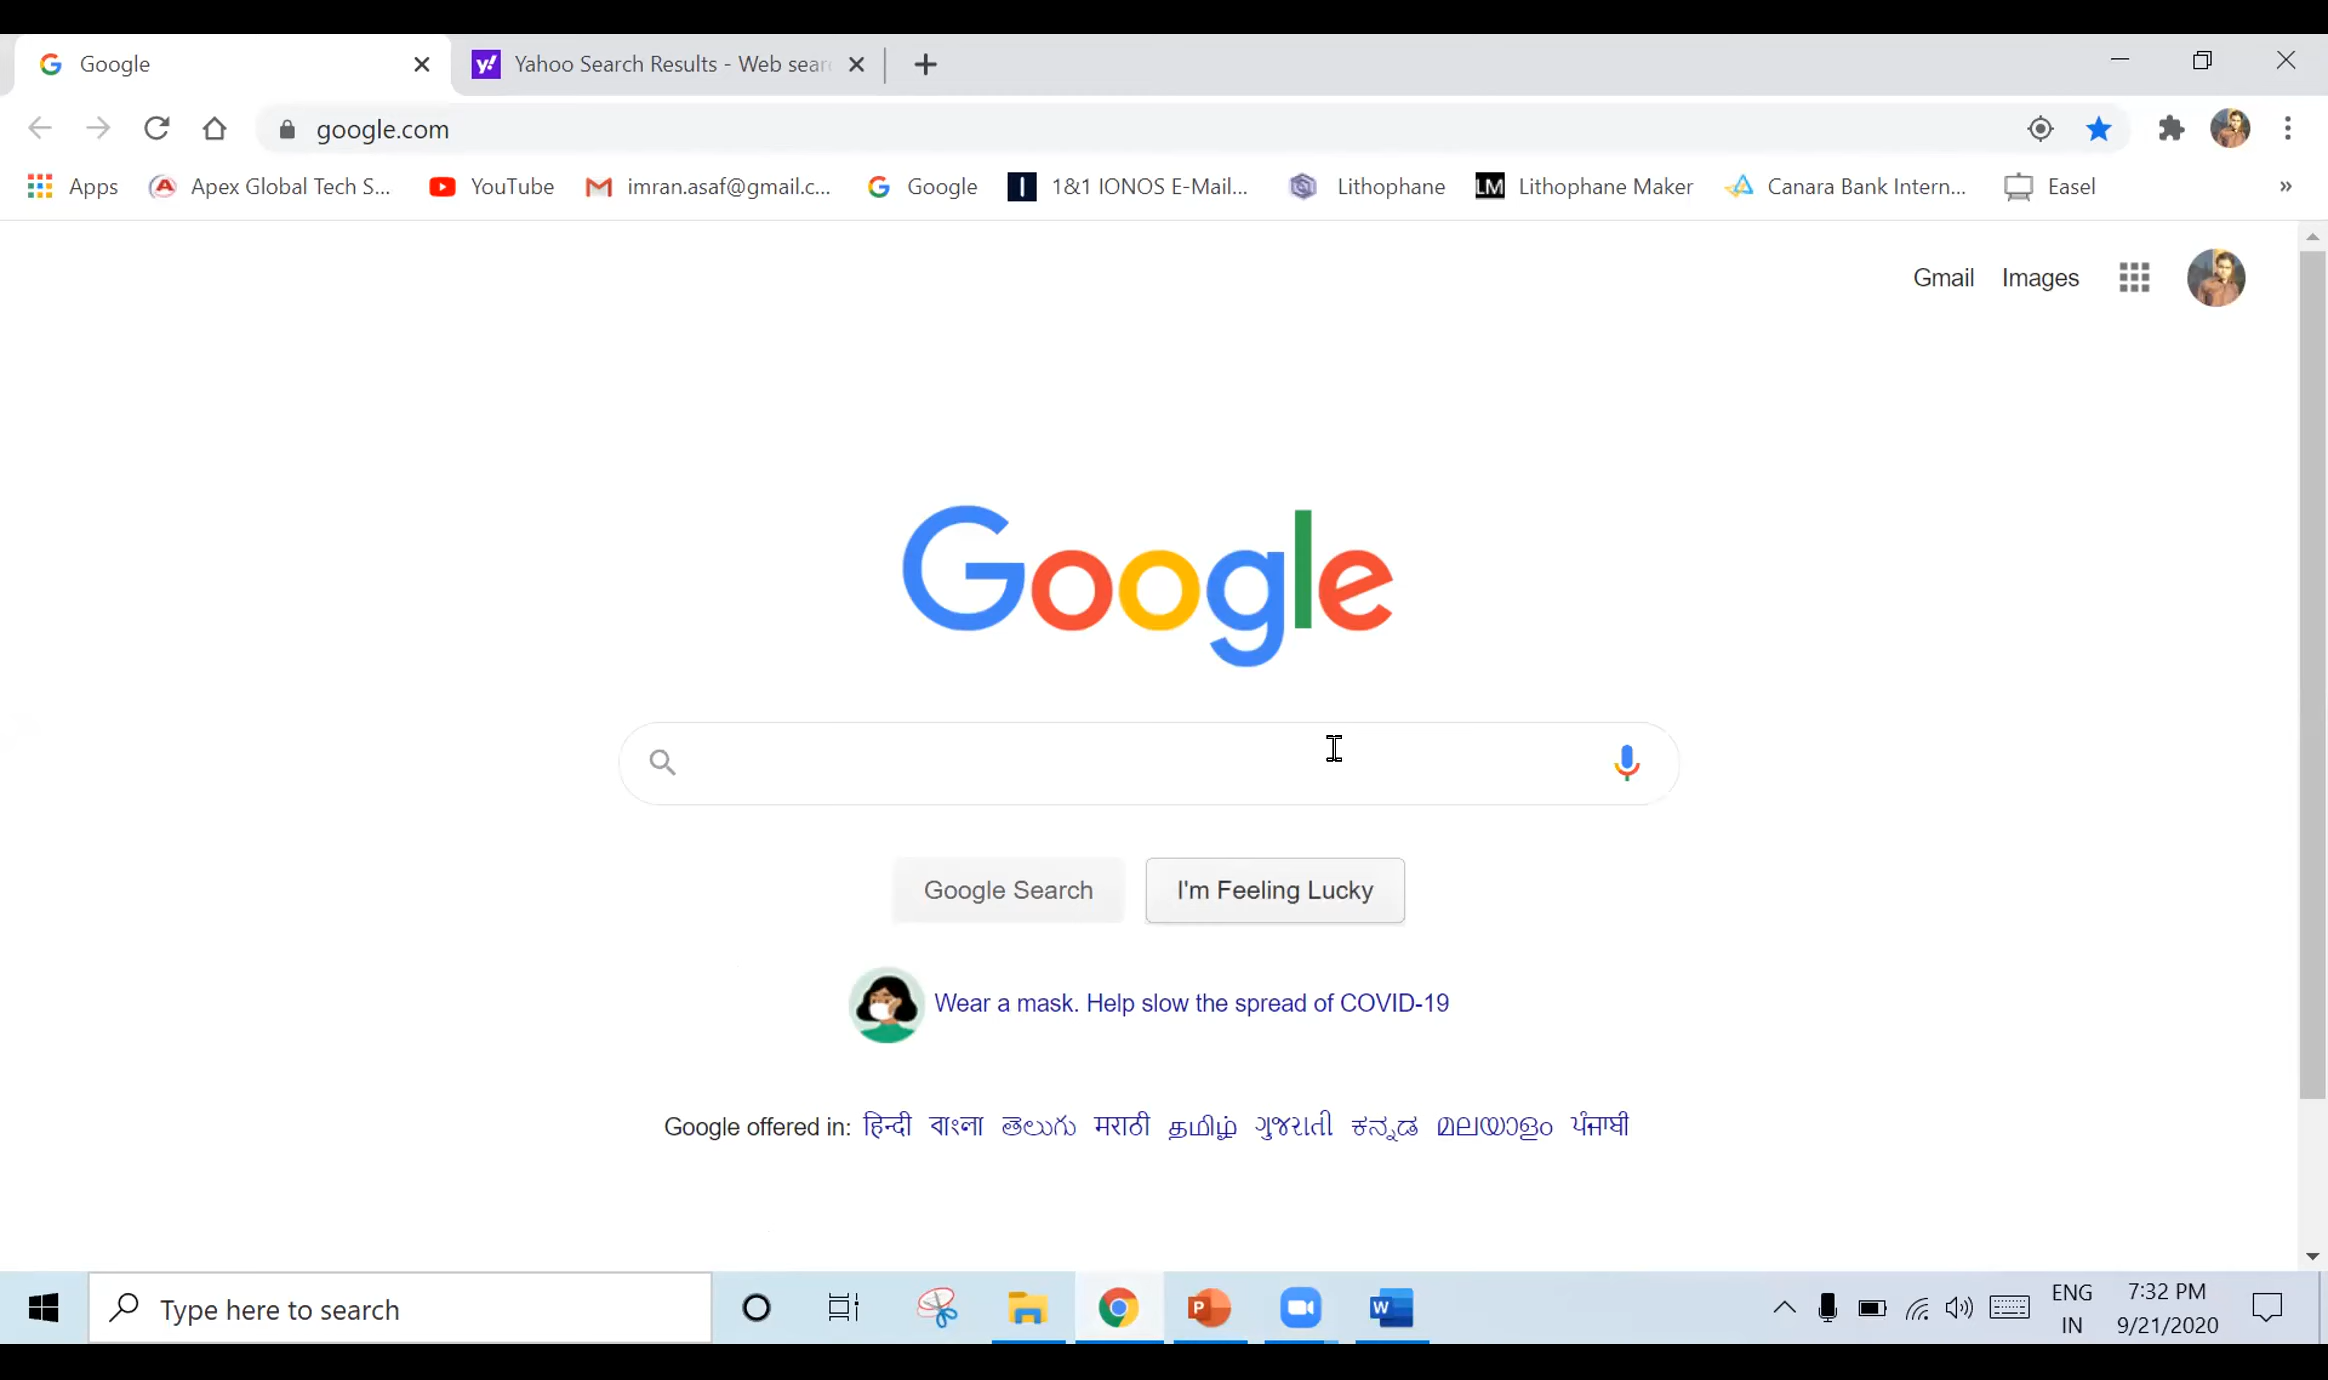 Google
Yahoo Search Results - Web sear
google.com
Apps
Apex Global Tech S...
YouTube
imran.asaf@gmail.c...
Google
1&1 IONOS E-Mail...
Lithophane
LM Lithophane Maker
Canara Bank Intern...
Easel
»
Gmail Images
Google
Google Search
I'm Feeling Lucky
Wear a mask. Help slow the spread of COVID-19
Google offered in: हिन्दी বাংলা తెలుగు मराठी தமிழ் ગુજરાતી ಕನ್ನಡ മലയാളം ਪੰਜਾਬੀ
Type here to search
ENG
IN
7:32 PM
9/21/2020